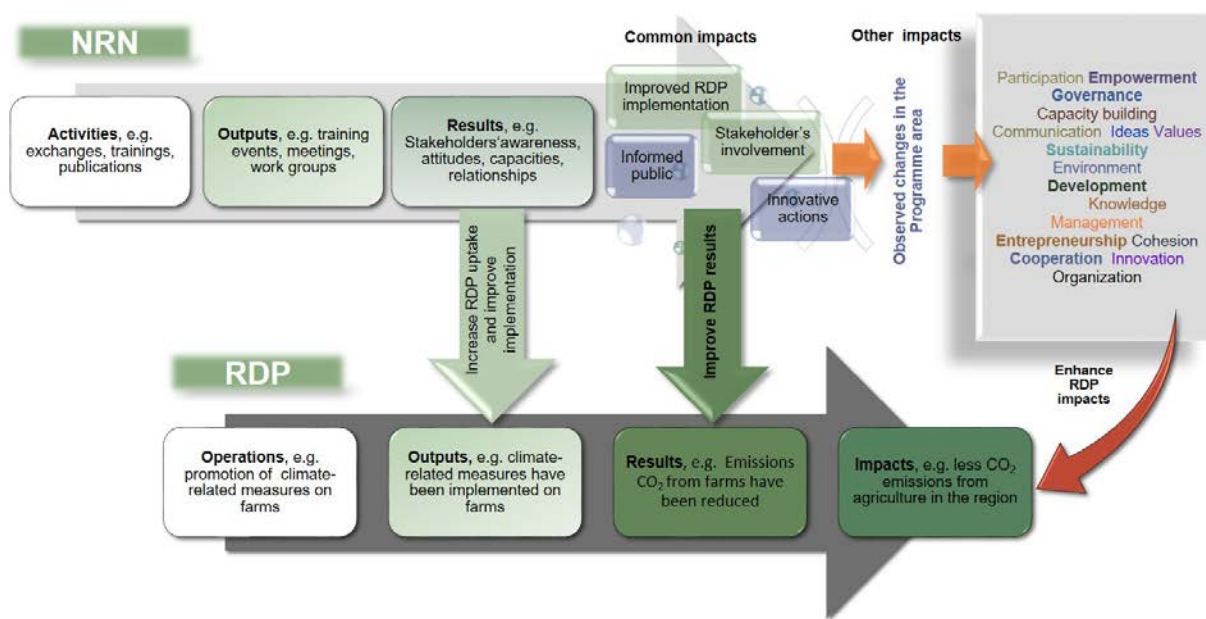 NRN
Common impacts
Other impacts
Activities, e.g.
exchanges, trainings,
publications
Outputs, e.g. training
events, meetings,
work groups
Results, e.g.
Stakeholders'awareness,
attitudes, capacities,
relationships
Improved RDP
implementation
Stakeholder's
involvement
Informed
public
Innovative
actions
Observed changes in the
Programme area
Participation Empowerment
Governance
Capacity building
Communication Ideas Values
Sustainability
Environment
Development
Knowledge
Management
Entrepreneurship Cohesion
Cooperation Innovation
Organization
Increase RDP uptake
and improve
implementation
Improve RDP results
Enhance
RDP
impacts
RDP
Operations, e.g.
promotion of climate-
related measures on
farms
Outputs, e.g. climate-
related measures have
been implemented on
farms
Results, e.g. Emissions
CO₂ from farms have
been reduced
Impacts, e.g. less CO₂
emissions from
agriculture in the region